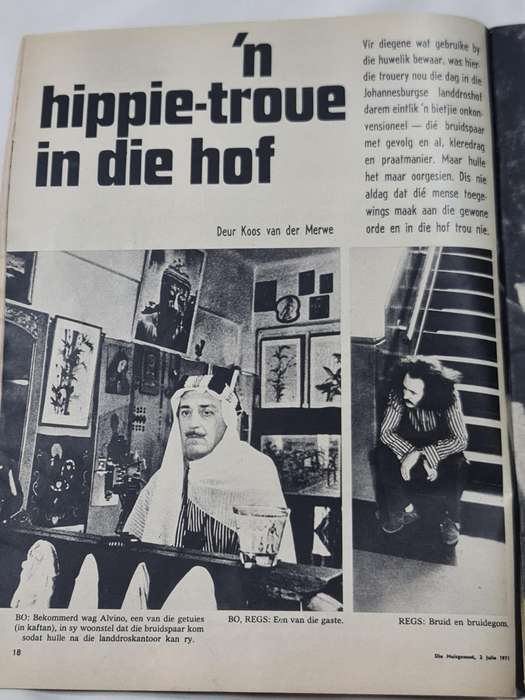 'n
hippie-troue
in die hof
Deur Koos van der Merwe
Vir diegene wat gebruike by
die huwelik bewaar, was hier-
die trouery nou die dag in die
Johannesburgse landdroshof
darem eintlik 'n bietjie onkon-
vensioneel — dié bruidspaar
met gevolg en al, kleredrag
en praatmanier. Maar hulle
het maar oorgesien. Dis nie
aldag dat dié mense toege-
wings maak aan die gewone
orde en in die hof trou nie.
BO: Bekommerd wag Alvino, een van die getuies
(in kaftan), in sy woonstel dat die bruidspaar kom
sodat hulle na die landdroskantoor kan ry.
BO, REGS: Een van die gaste.
REGS: Bruid en bruidegom.
18
Die Huisgenoot, 2 Julie 1971